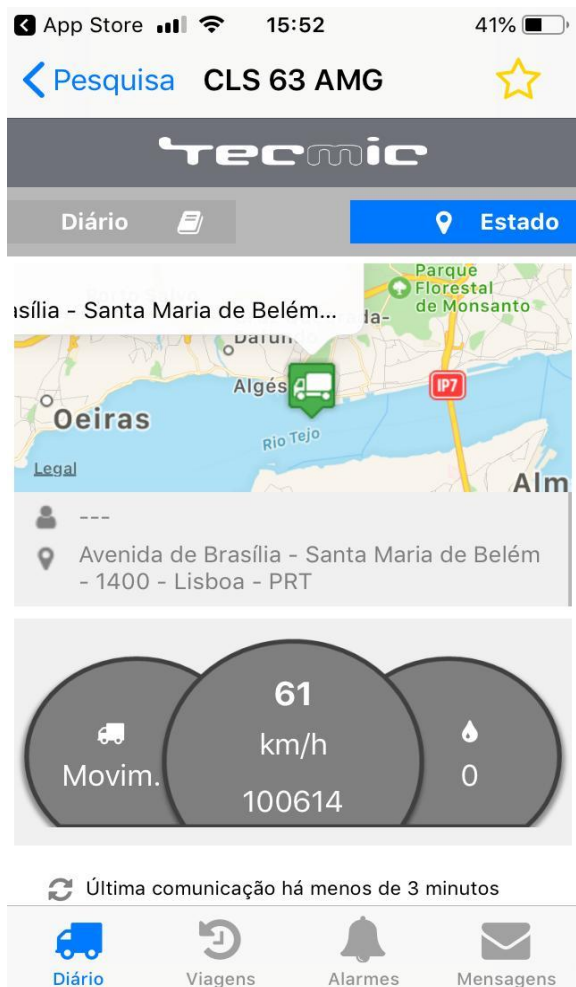 App Store 15:52 41%
Pesquisa CLS 63 AMG
Tecmic
Diário Estado
Parque
Florestal
de Monsanto
asília - Santa Maria de Belém...
Algés
IP7
Oeiras
Rio Tejo
Legal
Alm
---
Avenida de Brasília - Santa Maria de Belém
- 1400 - Lisboa - PRT
61
km/h
Movim.
0
100614
Última comunicação há menos de 3 minutos
Diário Viagens Alarmes Mensagens